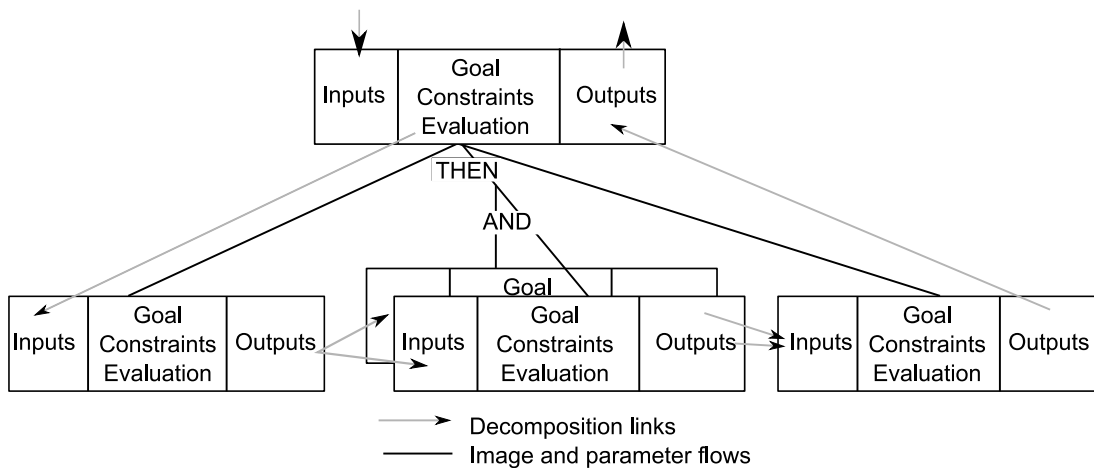 Inputs
Goal
Constraints
Evaluation
Outputs
THEN
AND
Goal
Inputs
Goal
Constraints
Evaluation
Outputs
Inputs
Goal
Constraints
Evaluation
Outputs
Inputs
Goal
Constraints
Evaluation
Outputs
Decomposition links
Image and parameter flows